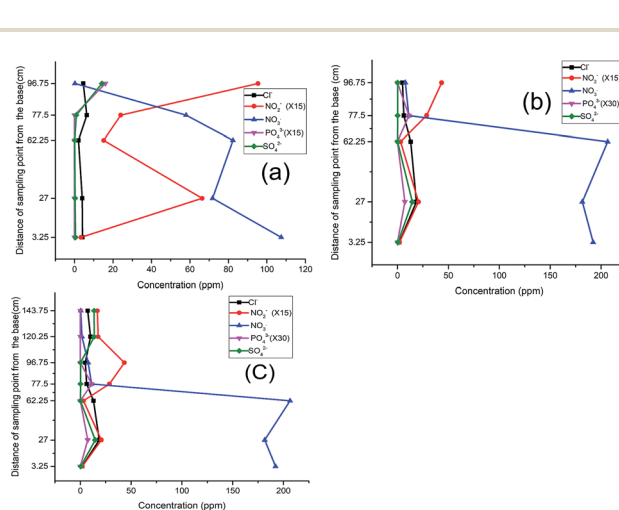 Distance of sampling point from the base(cm)
96.75
77.5
62.25
27
3.25
0 20 40 60 80 100 120
Concentration (ppm)
Cl⁻
NO₂⁻ (X15)
NO₃⁻
PO₄³⁻(X15)
SO₄²⁻
(a)
Distance of sampling point from the base(cm)
96.75
77.5
62.25
27
3.25
0 50 100 150 200
Concentration (ppm)
Cl⁻
NO₂⁻ (X15
NO₃⁻
PO₄³⁻(X30)
SO₄²⁻
(b)
Distance of sampling point from the base(cm)
143.75
120.25
96.75
77.5
62.25
27
3.25
0 50 100 150 200
Concentration (ppm)
Cl⁻
NO₂⁻ (X15)
NO₃⁻
PO₄³⁻(X30)
SO₄²⁻
(C)